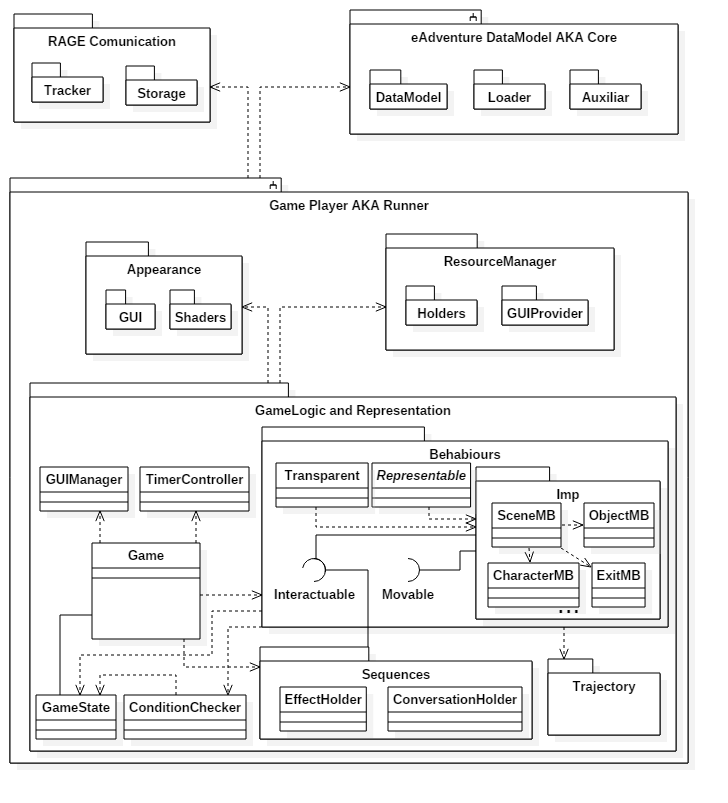 RAGE Comunication
Tracker
Storage
eAdventure DataModel AKA Core
DataModel
Loader
Auxiliar
Game Player AKA Runner
Appearance
GUI
Shaders
ResourceManager
Holders
GUIProvider
GameLogic and Representation
GUIManager
TimerController
Game
Behabiours
Transparent
Representable
Imp
SceneMB
ObjectMB
CharacterMB
ExitMB
...
Interactuable
Movable
GameState
ConditionChecker
Sequences
EffectHolder
ConversationHolder
Trajectory